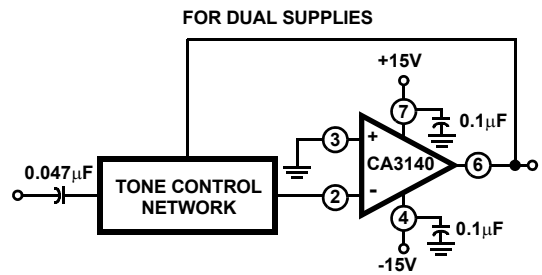 FOR DUAL SUPPLIES
+15V
7
0.1μF
3
+
CA3140
6
0.047μF
TONE CONTROL
NETWORK
2
-
4
0.1μF
-15V